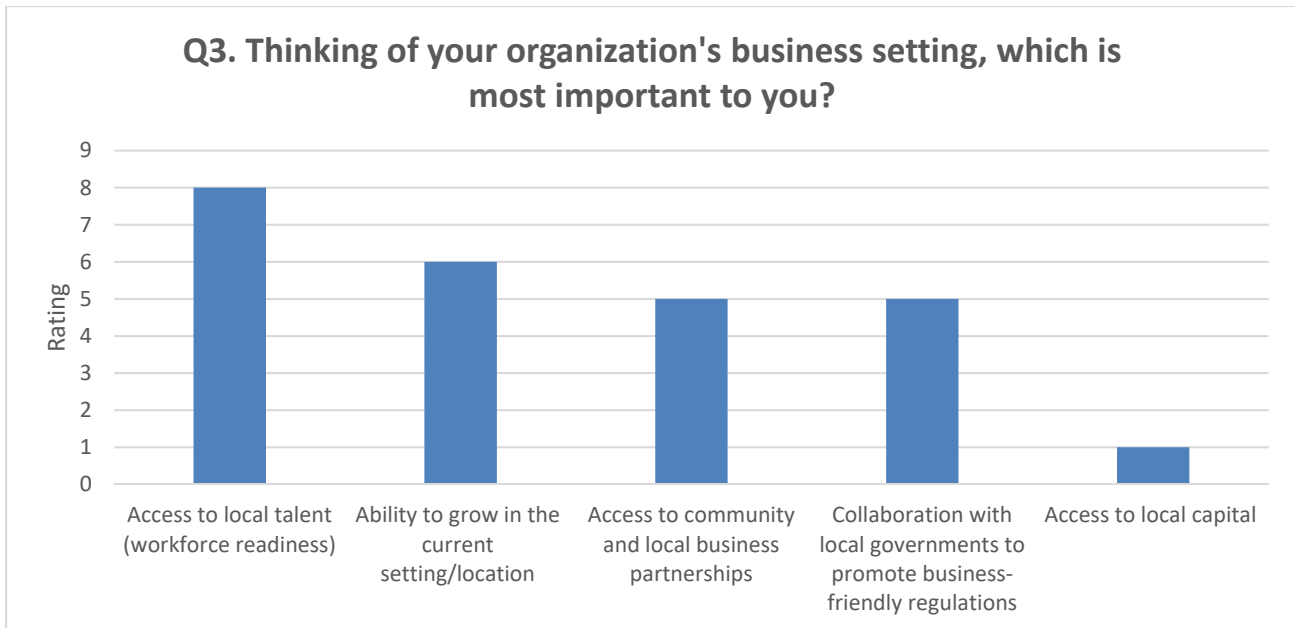 Q3. Thinking of your organization's business setting, which is
most important to you?
9
8
7
6
5
4
3
2
1
0
Rating
Access to local talent
(workforce readiness)
Ability to grow in the
current
setting/location
Access to community
and local business
partnerships
Collaboration with
local governments to
promote business-
friendly regulations
Access to local capital